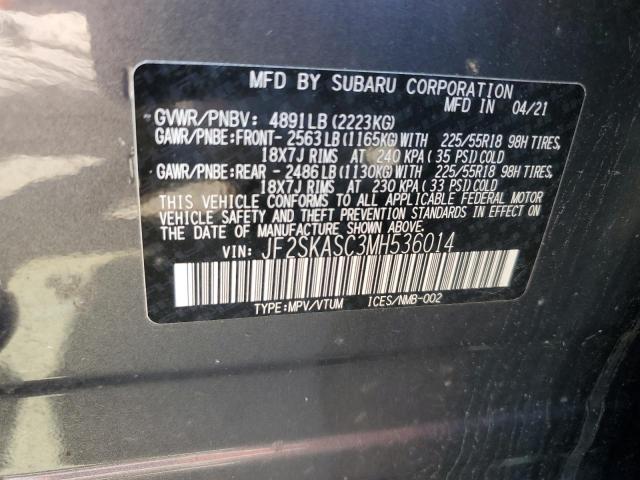 MFD BY SUBARU CORPORATION
MFD IN 04/21
GVWR/PNBV: 4891LB (2223KG)
GAWR/PNBE:FRONT- 2563LB (1165KG) WITH 225/55R18 98H TIRES,
18X7J RIMS AT 240 KPA (35 PSI) COLD
GAWR/PNBE:REAR - 2486LB (1130KG) WITH 225/55R18 98H TIRES,
18X7J RIMS AT 230 KPA (33 PSI) COLD
THIS VEHICLE CONFORMS TO ALL APPLICABLE FEDERAL MOTOR
VEHICLE SAFETY AND THEFT PREVENTION STANDARDS IN EFFECT ON
THE DATE OF MANUFACTURE SHOWN ABOVE.
VIN: JF2SKASC3MH536014
TYPE:MPV/VTUM ICES/NMB-002